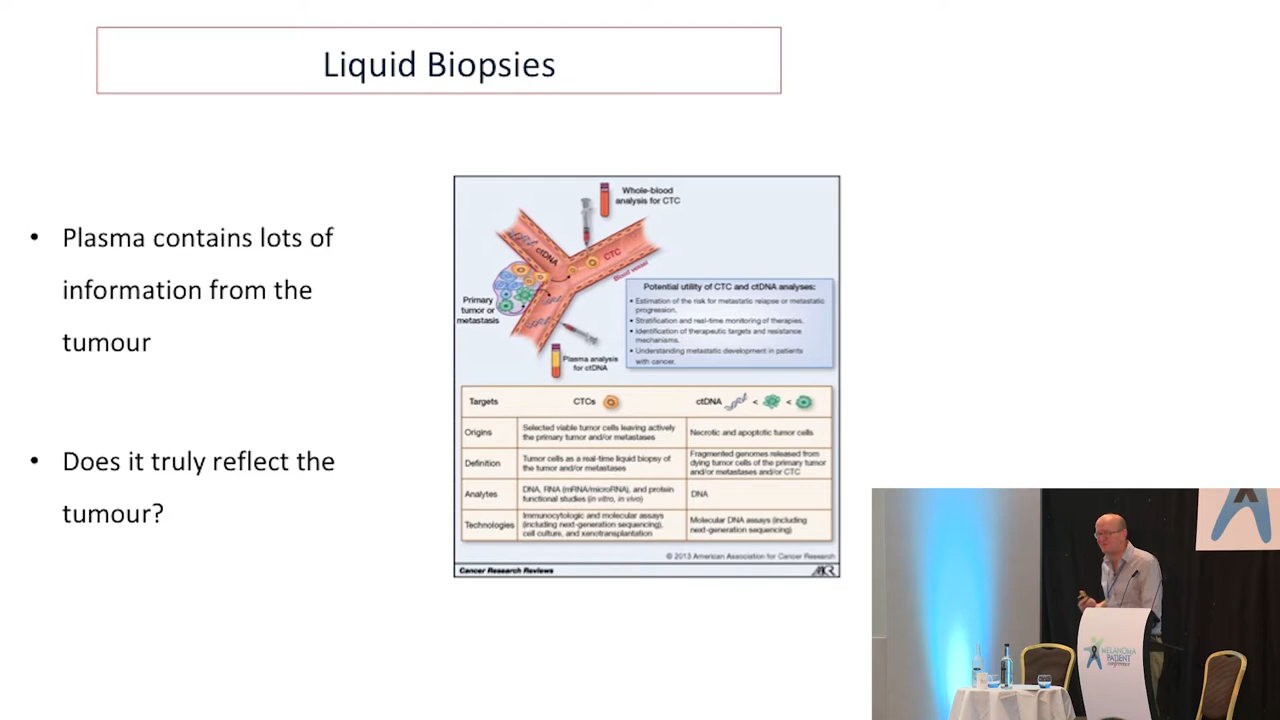 Liquid Biopsies
• Plasma contains lots of
information from the
tumour
• Does it truly reflect the
tumour?
Whole-blood
analysis for CTC
ctDNA
CTC
Blood vessel
Primary
tumor or
metastasis
Plasma analysis
for ctDNA
Potential utility of CTC and ctDNA analyses:
• Estimation of the risk for metastatic relapse or metastatic
progression.
• Stratification and real-time monitoring of therapies.
• Identification of therapeutic targets and resistance
mechanisms.
• Understanding metastatic development in patients
with cancer.
Targets CTCs ctDNA < <
Origins
Selected viable tumor cells leaving actively
the primary tumor and/or metastases
Necrotic and apoptotic tumor cells
Definition
Tumor cells as a real-time liquid biopsy of
the tumor and/or metastases
Fragmented genomes released from
dying tumor cells of the primary tumor
and/or metastases and/or CTC
Analytes
DNA, RNA (mRNA/microRNA), and protein
functional studies (in vitro, in vivo)
DNA
Technologies
Immunocytologic and molecular assays
(including next-generation sequencing),
cell culture, and xenotransplantation
Molecular DNA assays (including
next-generation sequencing)
© 2013 American Association for Cancer Research
Cancer Research Reviews
AACR
MELANOMA
PATIENT
conference